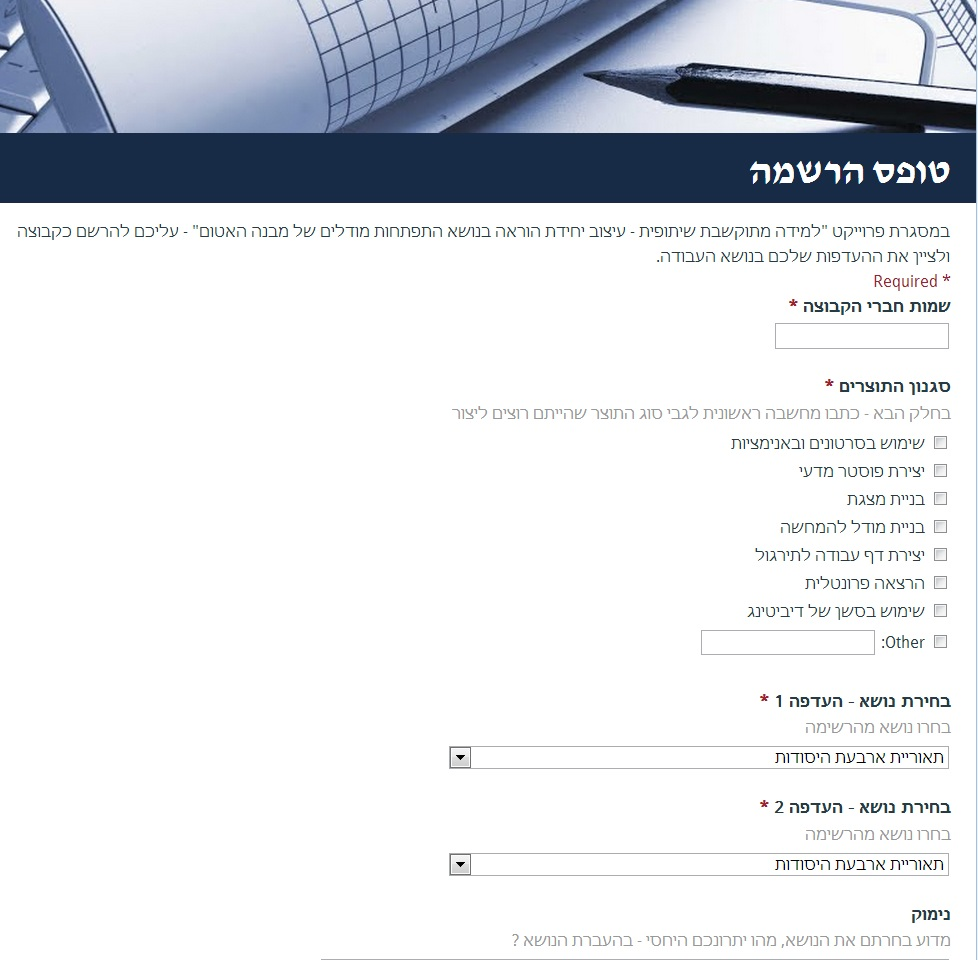 טופס הרשמה
במסגרת פרוייקט "למידה מתוקשבת שיתופית - עיצוב יחידת הוראה בנושא התפתחות מודלים של מבנה האטום" - עליכם להרשם כקבוצה
ולציין את ההעדפות שלכם בנושא העבודה.
* Required
שמות חברי הקבוצה *
סגנון התוצרים *
בחלק הבא - כתבו מחשבה ראשונית לגבי סוג התוצר שהייתם רוצים ליצור
שימוש בסרטונים ובאנימציות
יצירת פוסטר מדעי
בניית מצגת
בניית מודל להמחשה
יצירת דף עבודה לתירגול
הרצאה פרונטלית
שימוש בסשן של דיביטינג
Other:
בחירת נושא - העדפה 1 *
בחרו נושא מהרשימה
תאוריית ארבעת היסודות
בחירת נושא - העדפה 2 *
בחרו נושא מהרשימה
תאוריית ארבעת היסודות
נימוק
מדוע בחרתם את הנושא, מהו יתרונכם היחסי - בהעברת הנושא ?